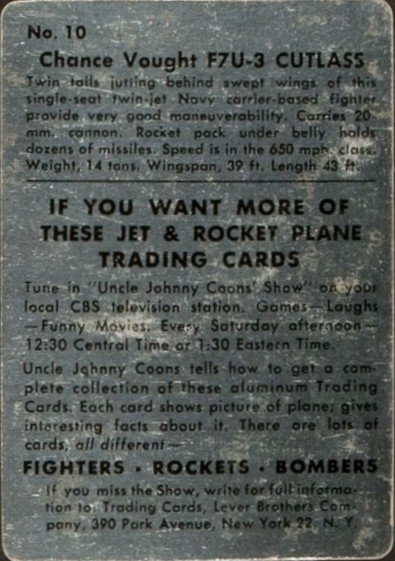 No. 10
Chance Vought F7U-3 CUTLASS
Twin tails jutting behind swept wings of this
single-seat twin-jet Navy carrier-based fighter
provide very good maneuverability. Carries 20
mm. cannon. Rocket pack under belly holds
dozens of missiles. Speed is in the 650 mph. class.
Weight, 14 tons. Wingspan, 39 ft. Length 43 ft.
IF YOU WANT MORE OF
THESE JET & ROCKET PLANE
TRADING CARDS
Tune in "Uncle Johnny Coons' Show" on your
local CBS television station. Games—Laughs
—Funny Movies. Every Saturday afternoon—
12:30 Central Time or 1:30 Eastern Time.
Uncle Johnny Coons tells how to get a com-
plete collection of these aluminum Trading
Cards. Each card shows picture of plane; gives
interesting facts about it. There are lots of
cards, all different—
FIGHTERS • ROCKETS • BOMBERS
If you miss the Show, write for full informa-
tion to: Trading Cards, Lever Brothers Com-
pany, 390 Park Avenue, New York 22, N. Y.